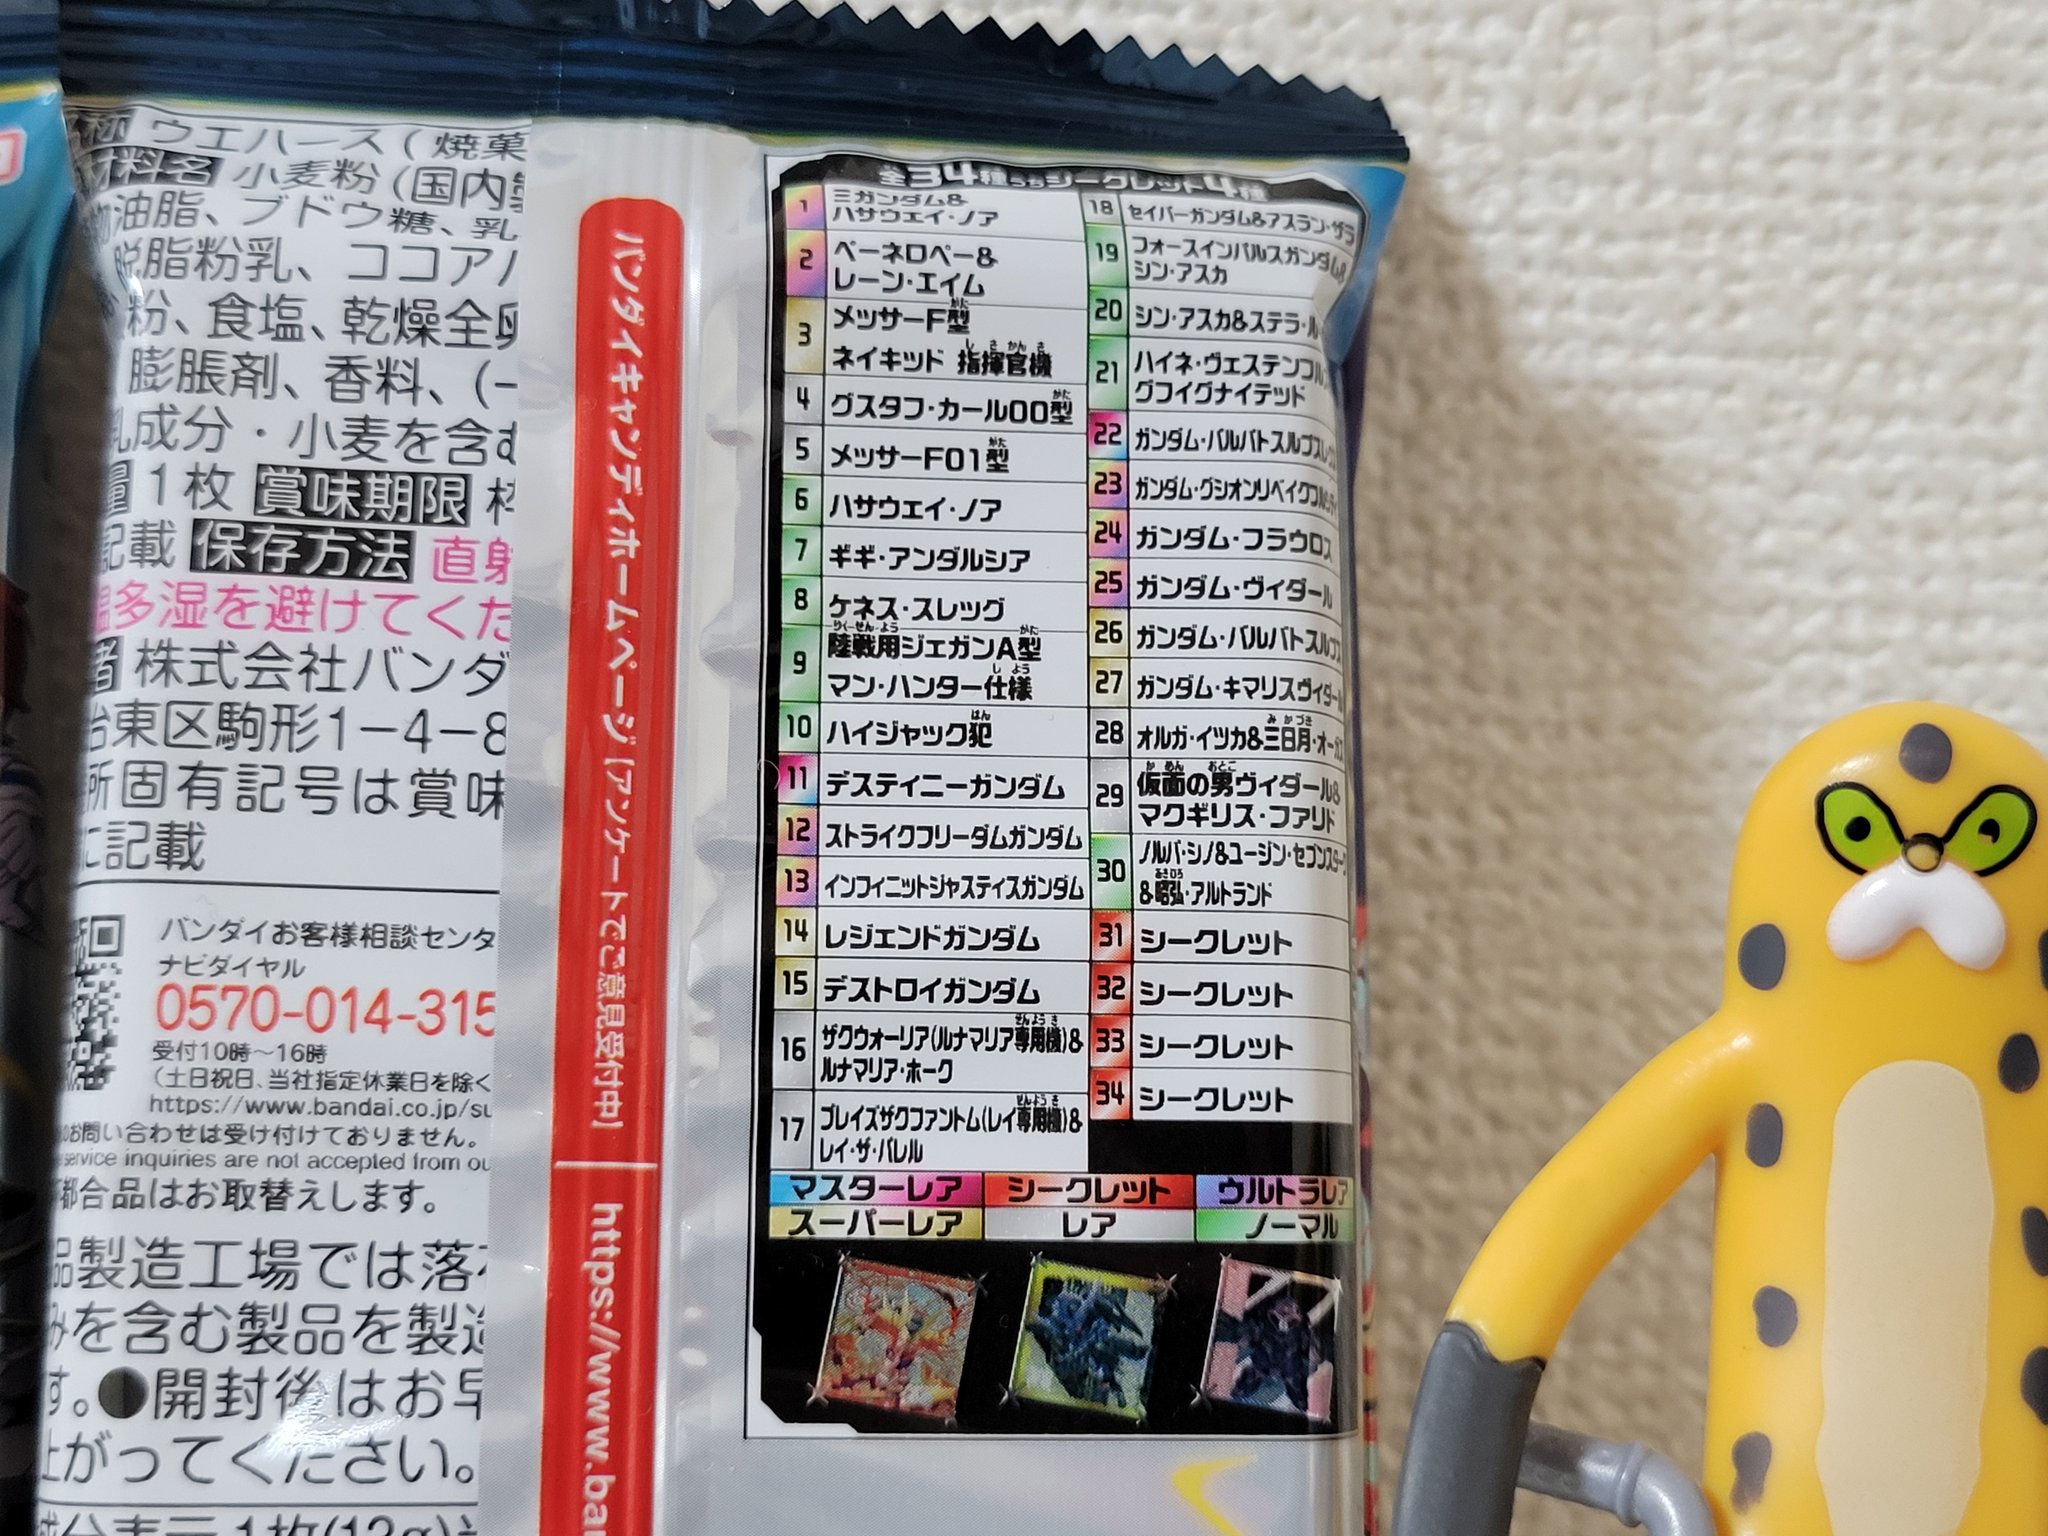 ウエハース(焼菓
材料名 小麦粉(国内
油脂、ブドウ糖、乳
脱脂粉乳、ココア
粉、食塩、乾燥全卵
膨脹剤、香料、(一
乳成分・小麦を含む
量 1枚 賞味期限 枠
記載 保存方法 直射
温多湿を避けてくだ
者 株式会社バンダ
台東区駒形1-4-8
所固有記号は賞味
に記載
バンダイお客様相談センタ
ナビダイヤル
0570-014-315
受付10時～16時
(土日祝日、当社指定休業日を除く
https://www.bandai.co.jp/su
のお問い合わせは受け付けておりません。
service inquiries are not accepted from ou
都合品はお取替えします。
品製造工場では落
みを含む製品を製造
す。●開封後はお早
上がってください。
成分表示 1枚(12g)
バンダイキャンディホームページ [アンケートでご意見受付中]
https://www.ban
全34種うちシークレット4種
1 ミガンダム&
ハサウェイ・ノア
2 ペーネロペー&
レーン・エイム
3 メッサーF型
ネイキッド 指揮官機
4 グスタフ・カール00型
5 メッサーF01型
6 ハサウェイ・ノア
7 ギギ・アンダルシア
8 ケネス・スレッグ
9 陸戦用ジェガンA型
マン・ハンター仕様
10 ハイジャック犯
11 デスティニーガンダム
12 ストライクフリーダムガンダム
13 インフィニットジャスティスガンダム
14 レジェンドガンダム
15 デストロイガンダム
16 ザクウォーリア(ルナマリア専用機)&
ルナマリア・ホーク
17 ブレイズザクファントム(レイ専用機)&
レイ・ザ・バレル
18 セイバーガンダム&アスラン・ザラ
19 フォースインパルスガンダム&
シン・アスカ
20 シン・アスカ&ステラ・ル
21 ハイネ・ヴェステンフル
グフイグナイテッド
22 ガンダム・バルバトスルプスレク
23 ガンダム・グシオンリベイクフルシティ
24 ガンダム・フラウロス
25 ガンダム・ヴィダール
26 ガンダム・バルバトスルプス
27 ガンダム・キマリスヴィダール
28 オルガ・イツカ&三日月・オーガス
29 仮面の男ヴィダール&
マクギリス・ファリド
30 ノルバ・シノ&ユージン・セブンスターク
&昭弘・アルトランド
31 シークレット
32 シークレット
33 シークレット
34 シークレット
マスターレア シークレット ウルトラレア
スーパーレア レア ノーマル